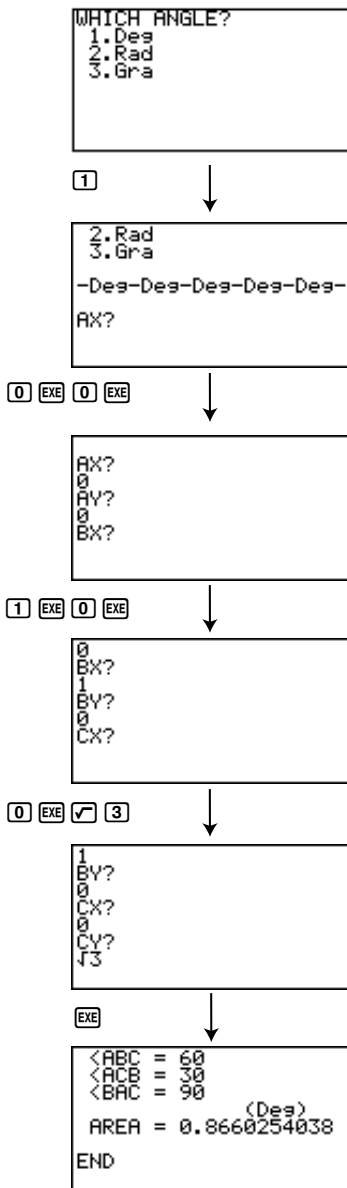 WHICH ANGLE?
1.Deg
2.Rad
3.Gra
1
2.Rad
3.Gra
-Deg-Deg-Deg-Deg-Deg-
AX?
0 EXE 0 EXE
AX?
0
AY?
0
BX?
1 EXE 0 EXE
0
BX?
1
BY?
0
CX?
0 EXE √ 3
1
BY?
0
CX?
0
CY?
√3
EXE
<ABC = 60
<ACB = 30
<BAC = 90
(Deg)
AREA = 0.8660254038
END